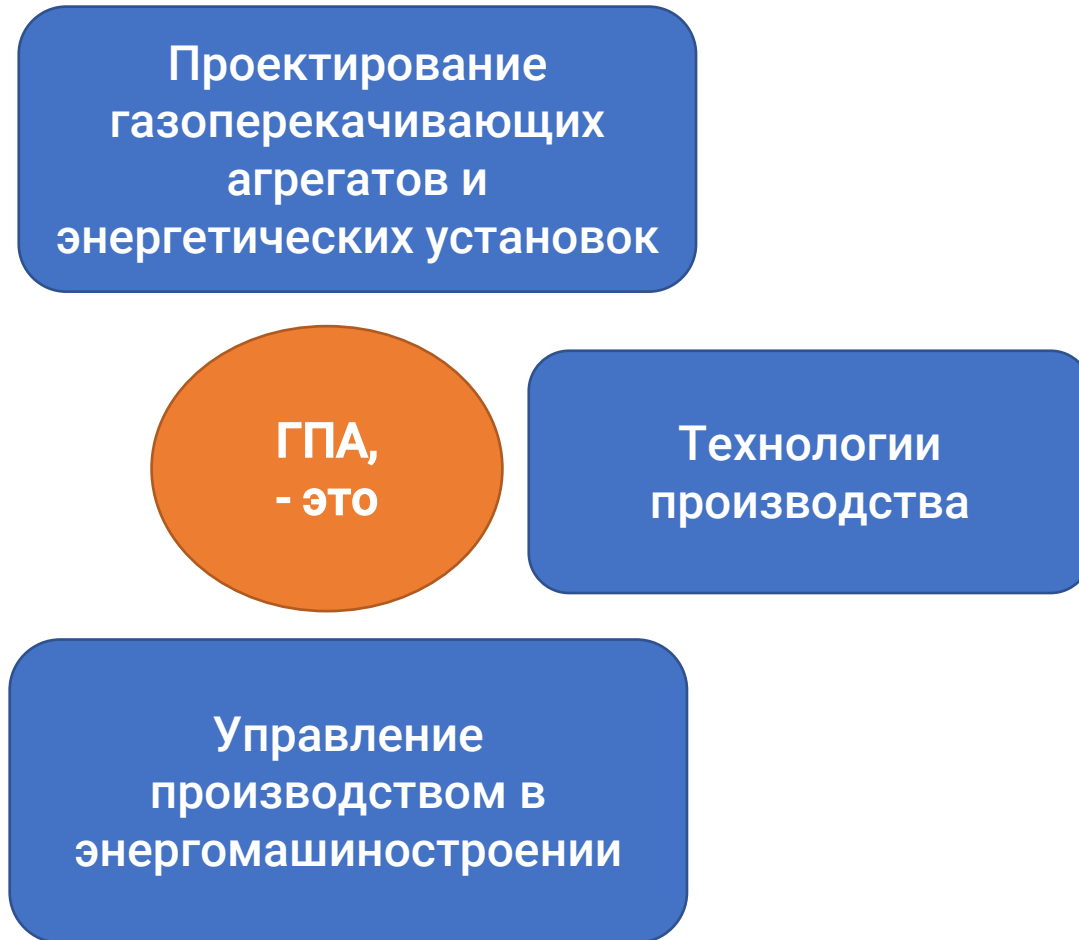 Проектирование
газоперекачивающих
агрегатов и
энергетических установок
ГПА,
- это
Технологии
производства
Управление
производством в
энергомашиностроении